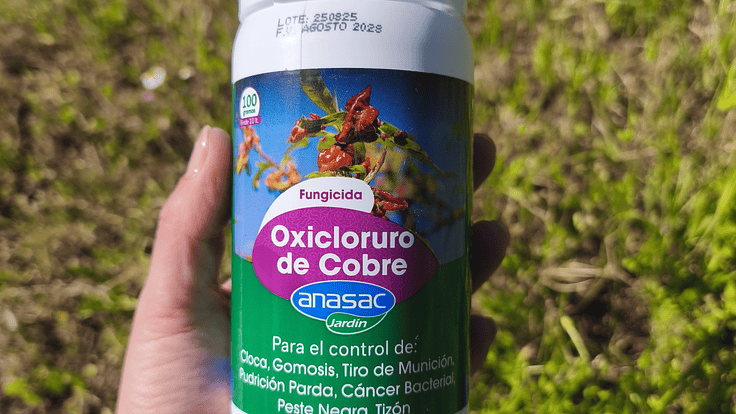 LOTE: 250825
F.V. AGOSTO 2028
100
gramos
Fungicida
Oxicloruro
de Cobre
anasac
Jardín
Para el control de:
Cloca, Gomosis, Tiro de Munición,
Pudrición Parda, Cáncer Bacterial,
Peste Negra, Tizón